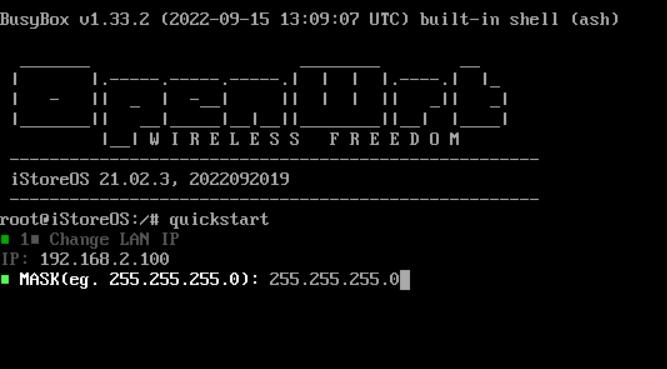 BusyBox v1.33.2 (2022-09-15 13:09:07 UTC) built-in shell (ash)
OpenWrt
W I R E L E S S   F R E E D O M
iStoreOS 21.02.3, 2022092019
root@iStoreOS:/# quickstart
1 Change LAN IP
IP: 192.168.2.100
MASK(eg. 255.255.255.0): 255.255.255.0